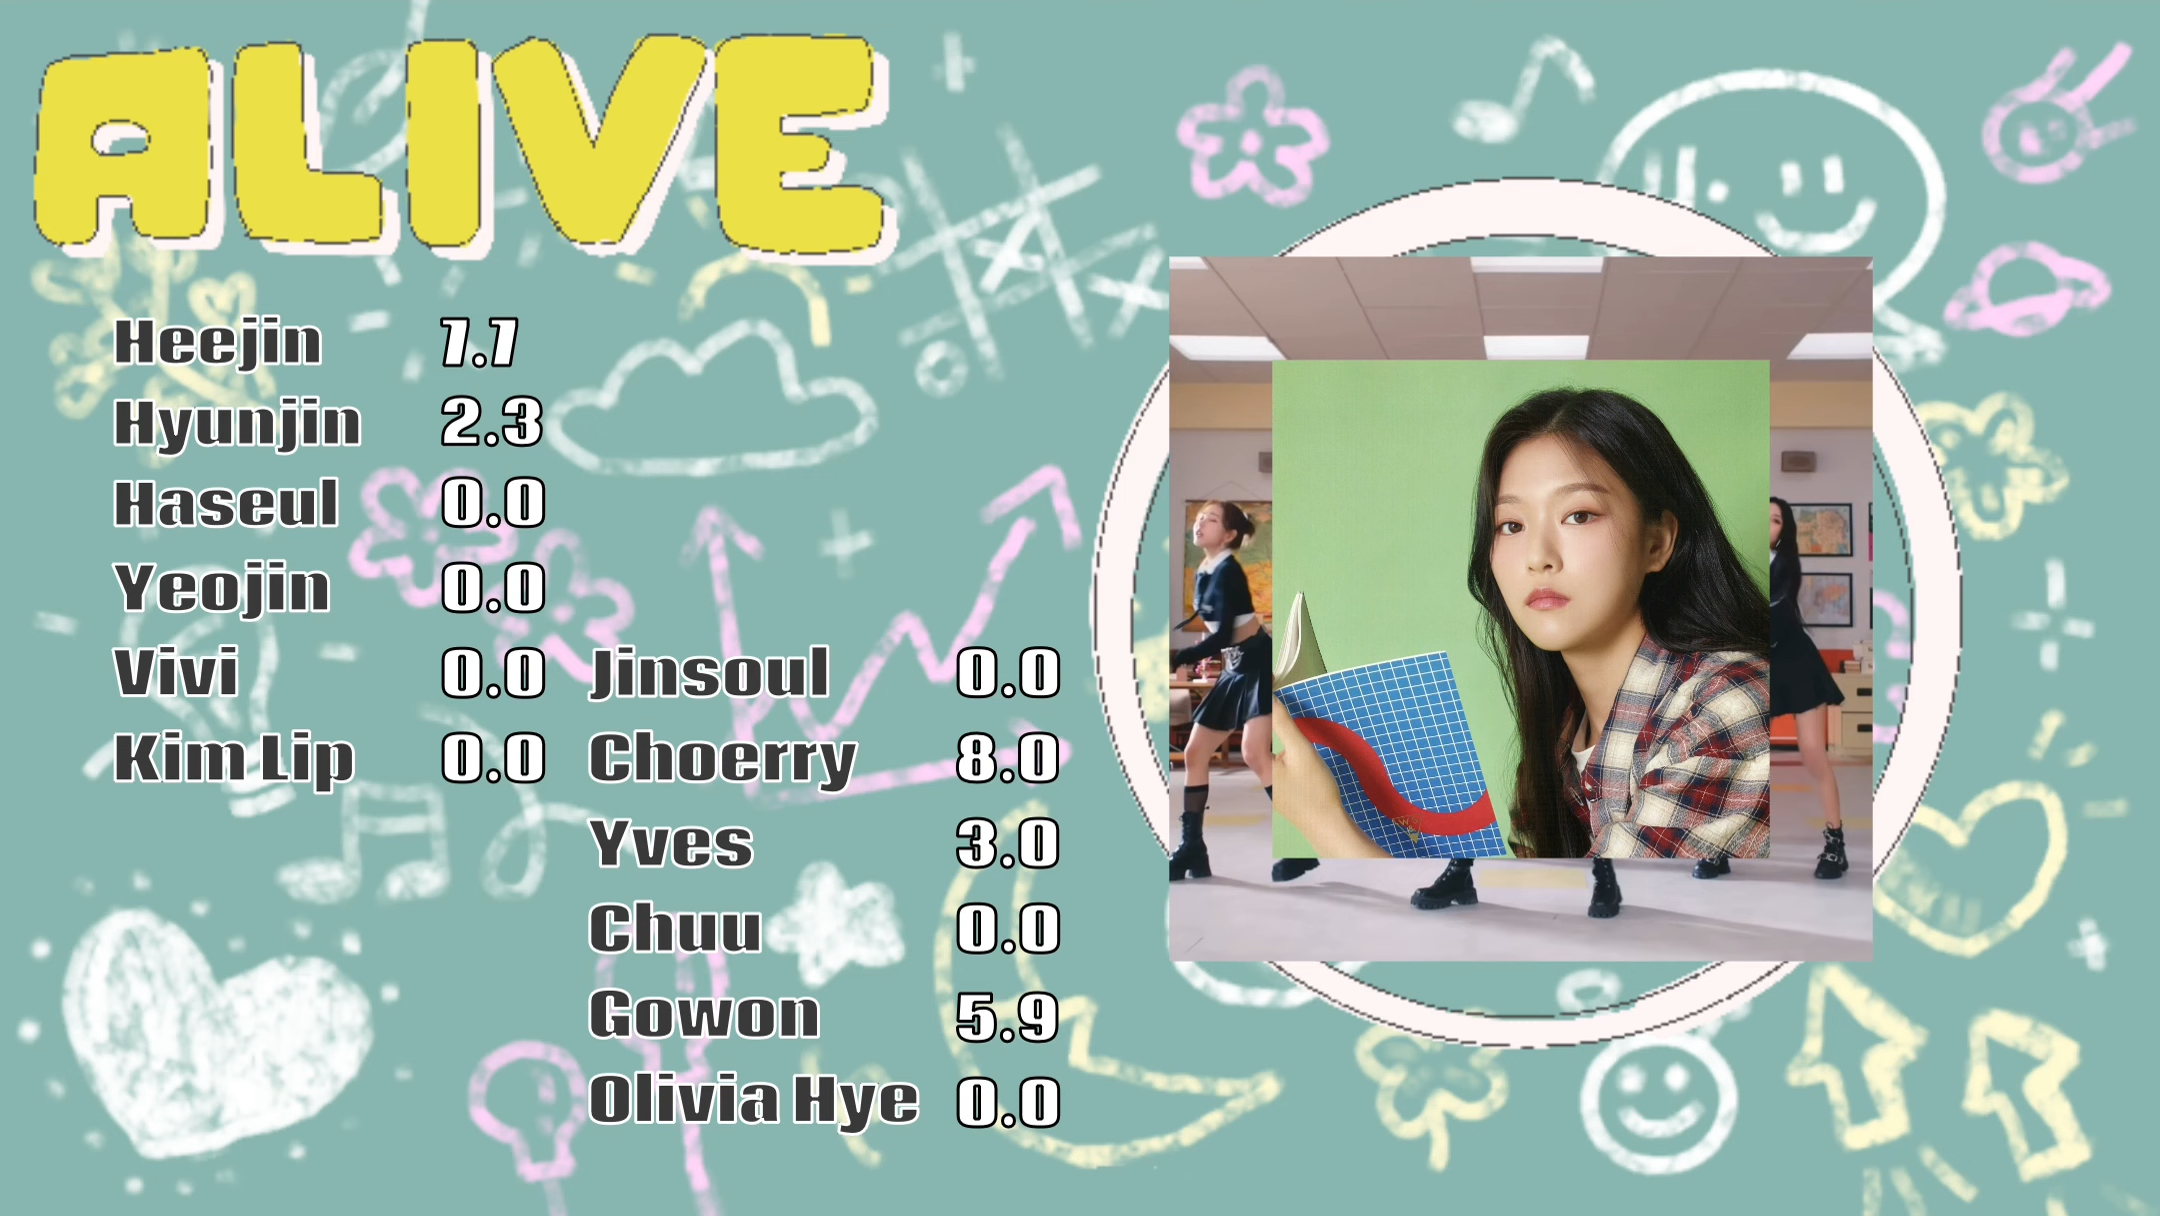 ALIVE
Heejin 7.7
Hyunjin 2.3
Haseul 0.0
Yeojin 0.0
Vivi 0.0
Kim Lip 0.0
Jinsoul 0.0
Choerry 8.0
Yves 3.0
Chuu 0.0
Gowon 5.9
Olivia Hye 0.0